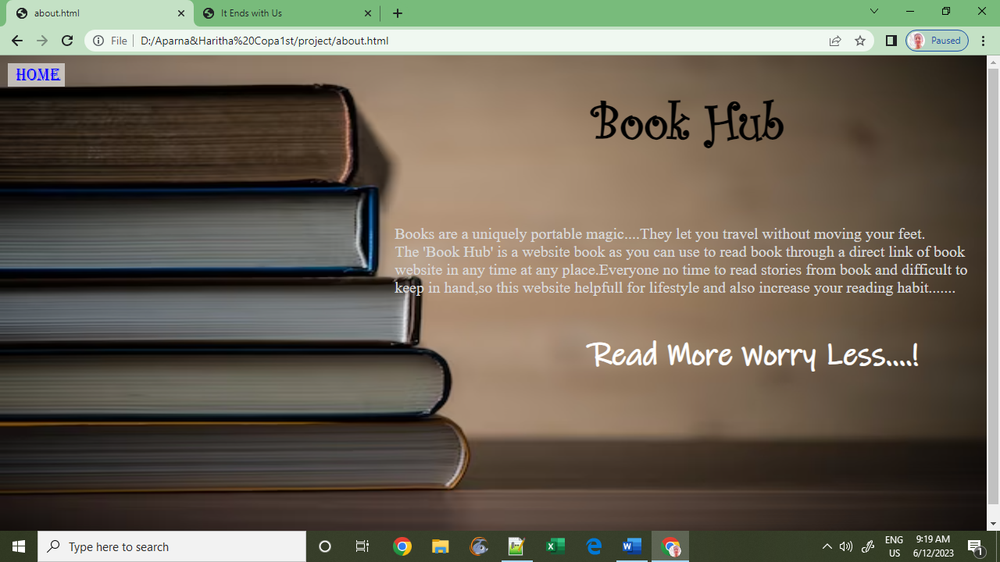 about.html
It Ends with Us
File
D:/Aparna&Haritha%20Copa1st/project/about.html
Paused
HOME
Book Hub
Books are a uniquely portable magic....They let you travel without moving your feet.
The 'Book Hub' is a website book as you can use to read book through a direct link of book
website in any time at any place.Everyone no time to read stories from book and difficult to
keep in hand,so this website helpfull for lifestyle and also increase your reading habit.......
Read More Worry Less....!
Type here to search
ENG
US
9:19 AM
6/12/2023
1